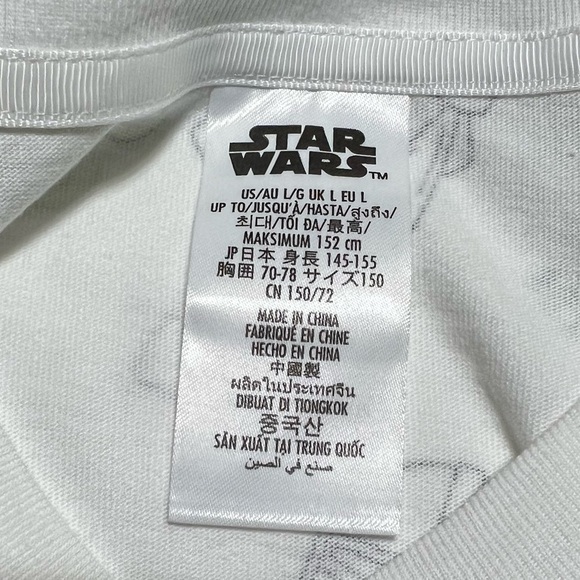 STAR
WARS™
US/AU L/G UK L EU L
UP TO/JUSQU'À/HASTA/สูงถึง/
최대/TỐI ĐA/最高/
MAKSIMUM 152 cm
JP日本 身長 145-155
胸囲 70-78 サイズ150
CN 150/72
MADE IN CHINA
FABRIQUÉ EN CHINE
HECHO EN CHINA
中國製
ผลิตในประเทศจีน
DIBUAT DI TIONGKOK
중국산
SẢN XUẤT TẠI TRUNG QUỐC
صنع في الصين